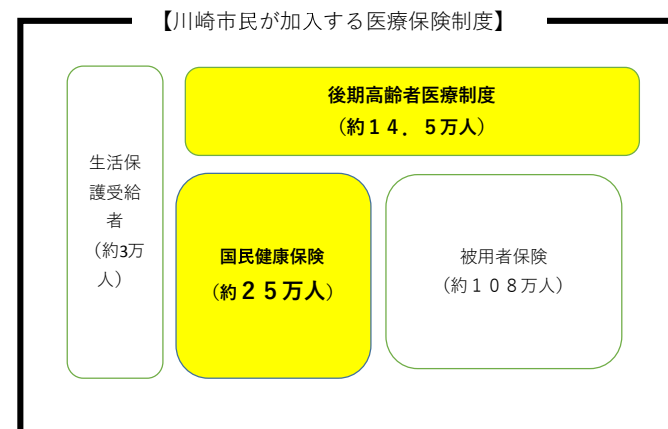 【川崎市民が加入する医療保険制度】
後期高齢者医療制度
（約１４．５万人）
生活保
護受給
者
（約3万
人）
国民健康保険
（約２５万人）
被用者保険
（約１０８万人）